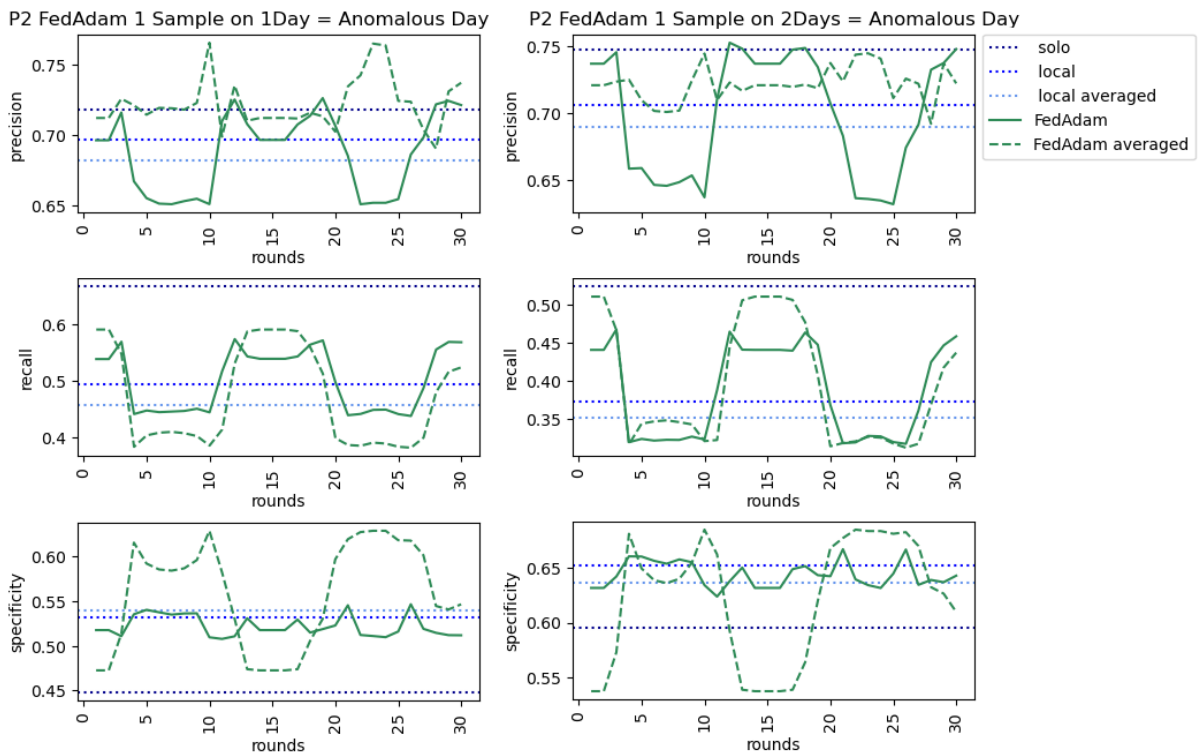 P2 FedAdam 1 Sample on 1Day = Anomalous Day
P2 FedAdam 1 Sample on 2Days = Anomalous Day
solo
local
local averaged
FedAdam
FedAdam averaged
precision
0.75
0.70
0.65
0 5 10 15 20 25 30
rounds
precision
0.75
0.70
0.65
0 5 10 15 20 25 30
rounds
recall
0.6
0.5
0.4
0 5 10 15 20 25 30
rounds
recall
0.50
0.45
0.40
0.35
0 5 10 15 20 25 30
rounds
specificity
0.60
0.55
0.50
0.45
0 5 10 15 20 25 30
rounds
specificity
0.65
0.60
0.55
0 5 10 15 20 25 30
rounds